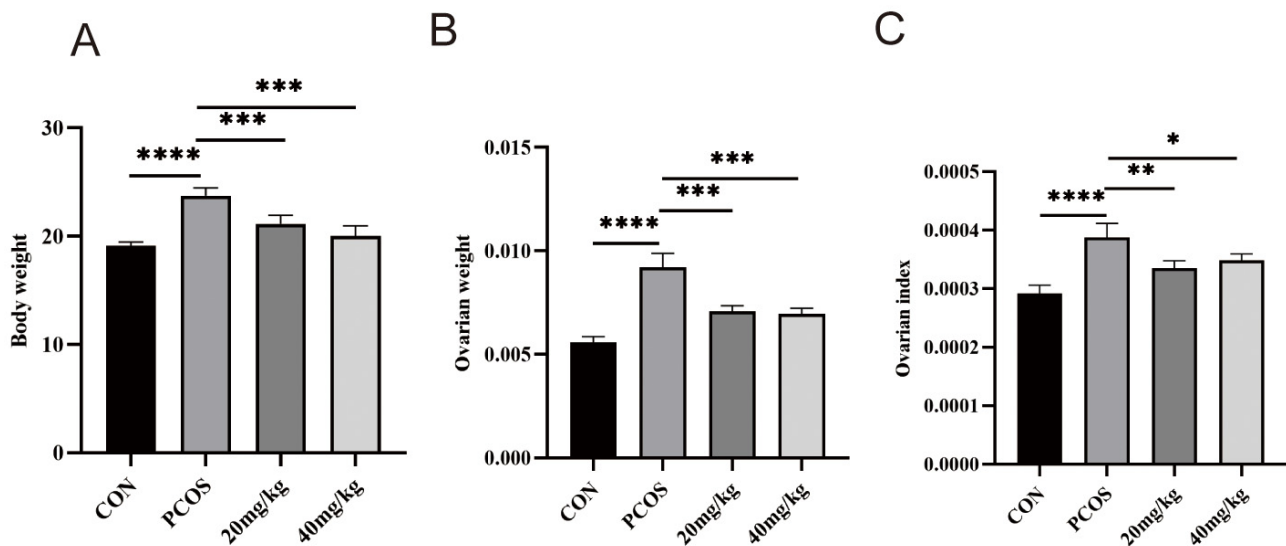 A
***
***
****
30
20
10
0
Body weight
CON
PCOS
20mg/kg
40mg/kg
B
***
***
****
0.015
0.010
0.005
0.000
Ovarian weight
CON
PCOS
20mg/kg
40mg/kg
C
*
**
****
0.0005
0.0004
0.0003
0.0002
0.0001
0.0000
Ovarian index
CON
PCOS
20mg/kg
40mg/kg